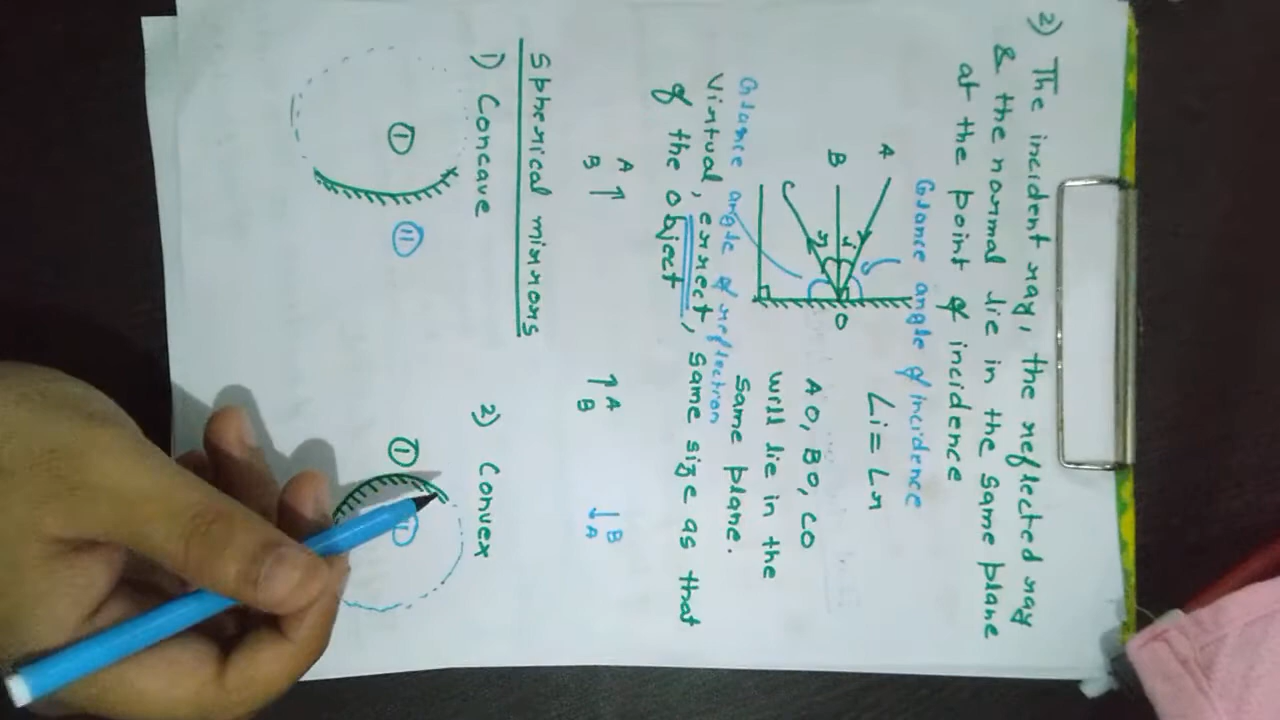 2) The incident ray, the reflected ray
& the normal lie in the same plane
at the point of incidence
Glance angle of incidence
A
B
C
i
r
O
∠i = ∠r
AO, BO, CO
will lie in the
same plane.
Glance angle of reflection
Virtual, errect, same size as that
of the object
A
B
A
B
B
A
Spherical mirrors
1) Concave
2) Convex
I
II
I